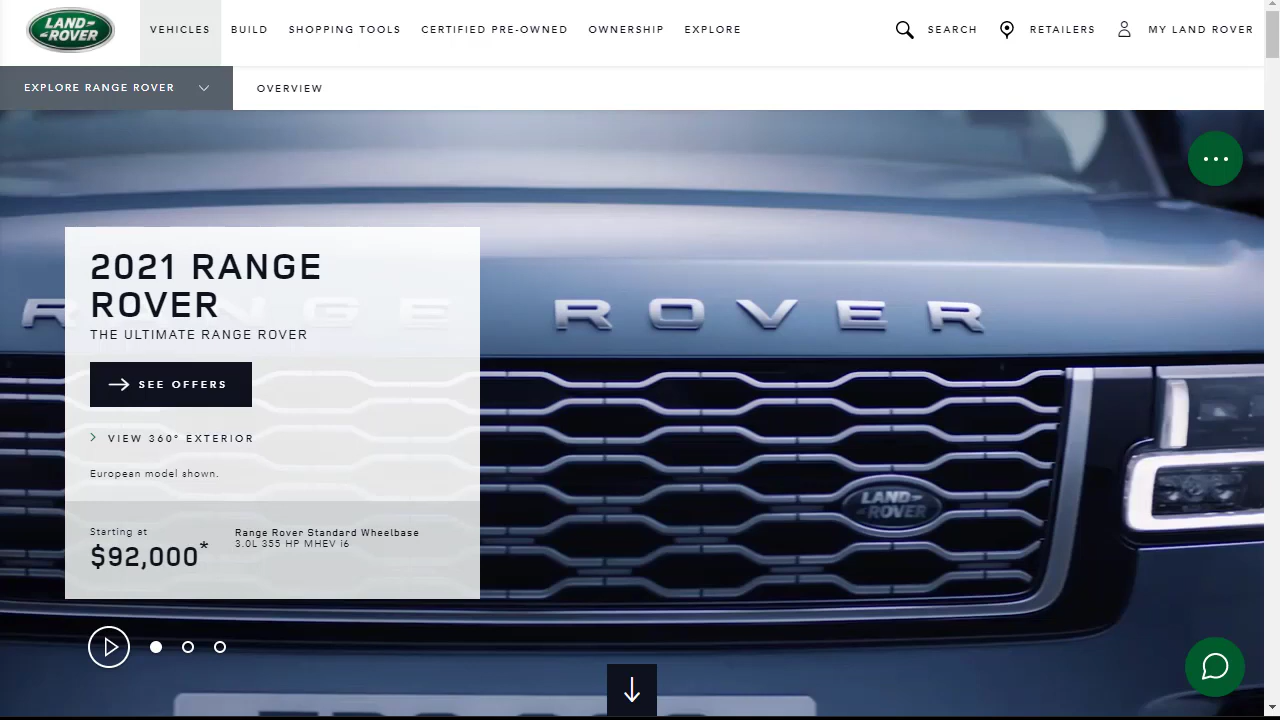 LAND-
ROVER
VEHICLES
BUILD
SHOPPING TOOLS
CERTIFIED PRE-OWNED
OWNERSHIP
EXPLORE
SEARCH
RETAILERS
MY LAND ROVER
EXPLORE RANGE ROVER
OVERVIEW
2021 RANGE
ROVER
RANGE ROVER
THE ULTIMATE RANGE ROVER
SEE OFFERS
VIEW 360° EXTERIOR
European model shown.
LAND-
ROVER
Starting at
$92,000*
Range Rover Standard Wheelbase
3.0L 355 HP MHEV i6